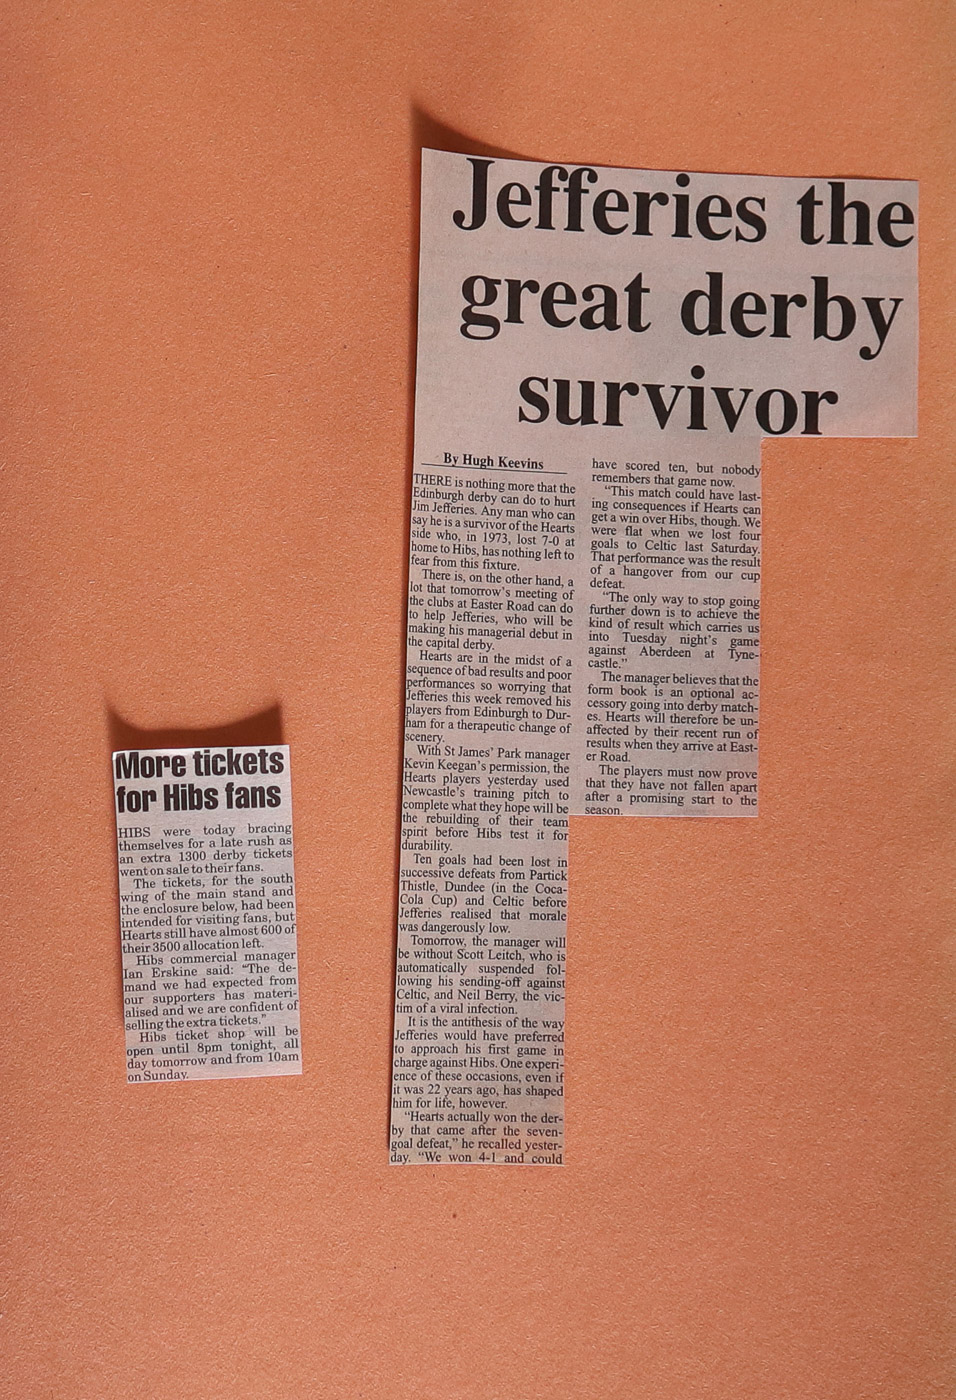 Jefferies the
great derby
survivor
By Hugh Keevins
THERE is nothing more that the
Edinburgh derby can do to hurt
Jim Jefferies. Any man who can
say he is a survivor of the Hearts
side who, in 1973, lost 7-0 at
home to Hibs, has nothing left to
fear from this fixture.
There is, on the other hand, a
lot that tomorrow's meeting of
the clubs at Easter Road can do
to help Jefferies, who will be
making his managerial debut in
the capital derby.
Hearts are in the midst of a
sequence of bad results and poor
performances so worrying that
Jefferies this week removed his
players from Edinburgh to Dur-
ham for a therapeutic change of
scenery.
With St James' Park manager
Kevin Keegan's permission, the
Hearts players yesterday used
Newcastle's training pitch to
complete what they hope will be
the rebuilding of their team
spirit before Hibs test it for
durability.
Ten goals had been lost in
successive defeats from Partick
Thistle, Dundee (in the Coca-
Cola Cup) and Celtic before
Jefferies realised that morale
was dangerously low.
Tomorrow, the manager will
be without Scott Leitch, who is
automatically suspended fol-
lowing his sending-off against
Celtic, and Neil Berry, the vic-
tim of a viral infection.
It is the antithesis of the way
Jefferies would have preferred
to approach his first game in
charge against Hibs. One experi-
ence of these occasions, even if
it was 22 years ago, has shaped
him for life, however.
"Hearts actually won the der-
by that came after the seven-
goal defeat," he recalled yester-
day. "We won 4-1 and could
have scored ten, but nobody
remembers that game now.
"This match could have last-
ing consequences if Hearts can
get a win over Hibs, though. We
were flat when we lost four
goals to Celtic last Saturday.
That performance was the result
of a hangover from our cup
defeat.
"The only way to stop going
further down is to achieve the
kind of result which carries us
into Tuesday night's game
against Aberdeen at Tyne-
castle."
The manager believes that the
form book is an optional ac-
cessory going into derby match-
es. Hearts will therefore be un-
affected by their recent run of
results when they arrive at East-
er Road.
The players must now prove
that they have not fallen apart
after a promising start to the
season.
More tickets
for Hibs fans
HIBS were today bracing
themselves for a late rush as
an extra 1300 derby tickets
went on sale to their fans.
The tickets, for the south
wing of the main stand and
the enclosure below, had been
intended for visiting fans, but
Hearts still have almost 600 of
their 3500 allocation left.
Hibs commercial manager
Ian Erskine said: "The de-
mand we had expected from
our supporters has materi-
alised and we are confident of
selling the extra tickets."
Hibs ticket shop will be
open until 8pm tonight, all
day tomorrow and from 10am
on Sunday.